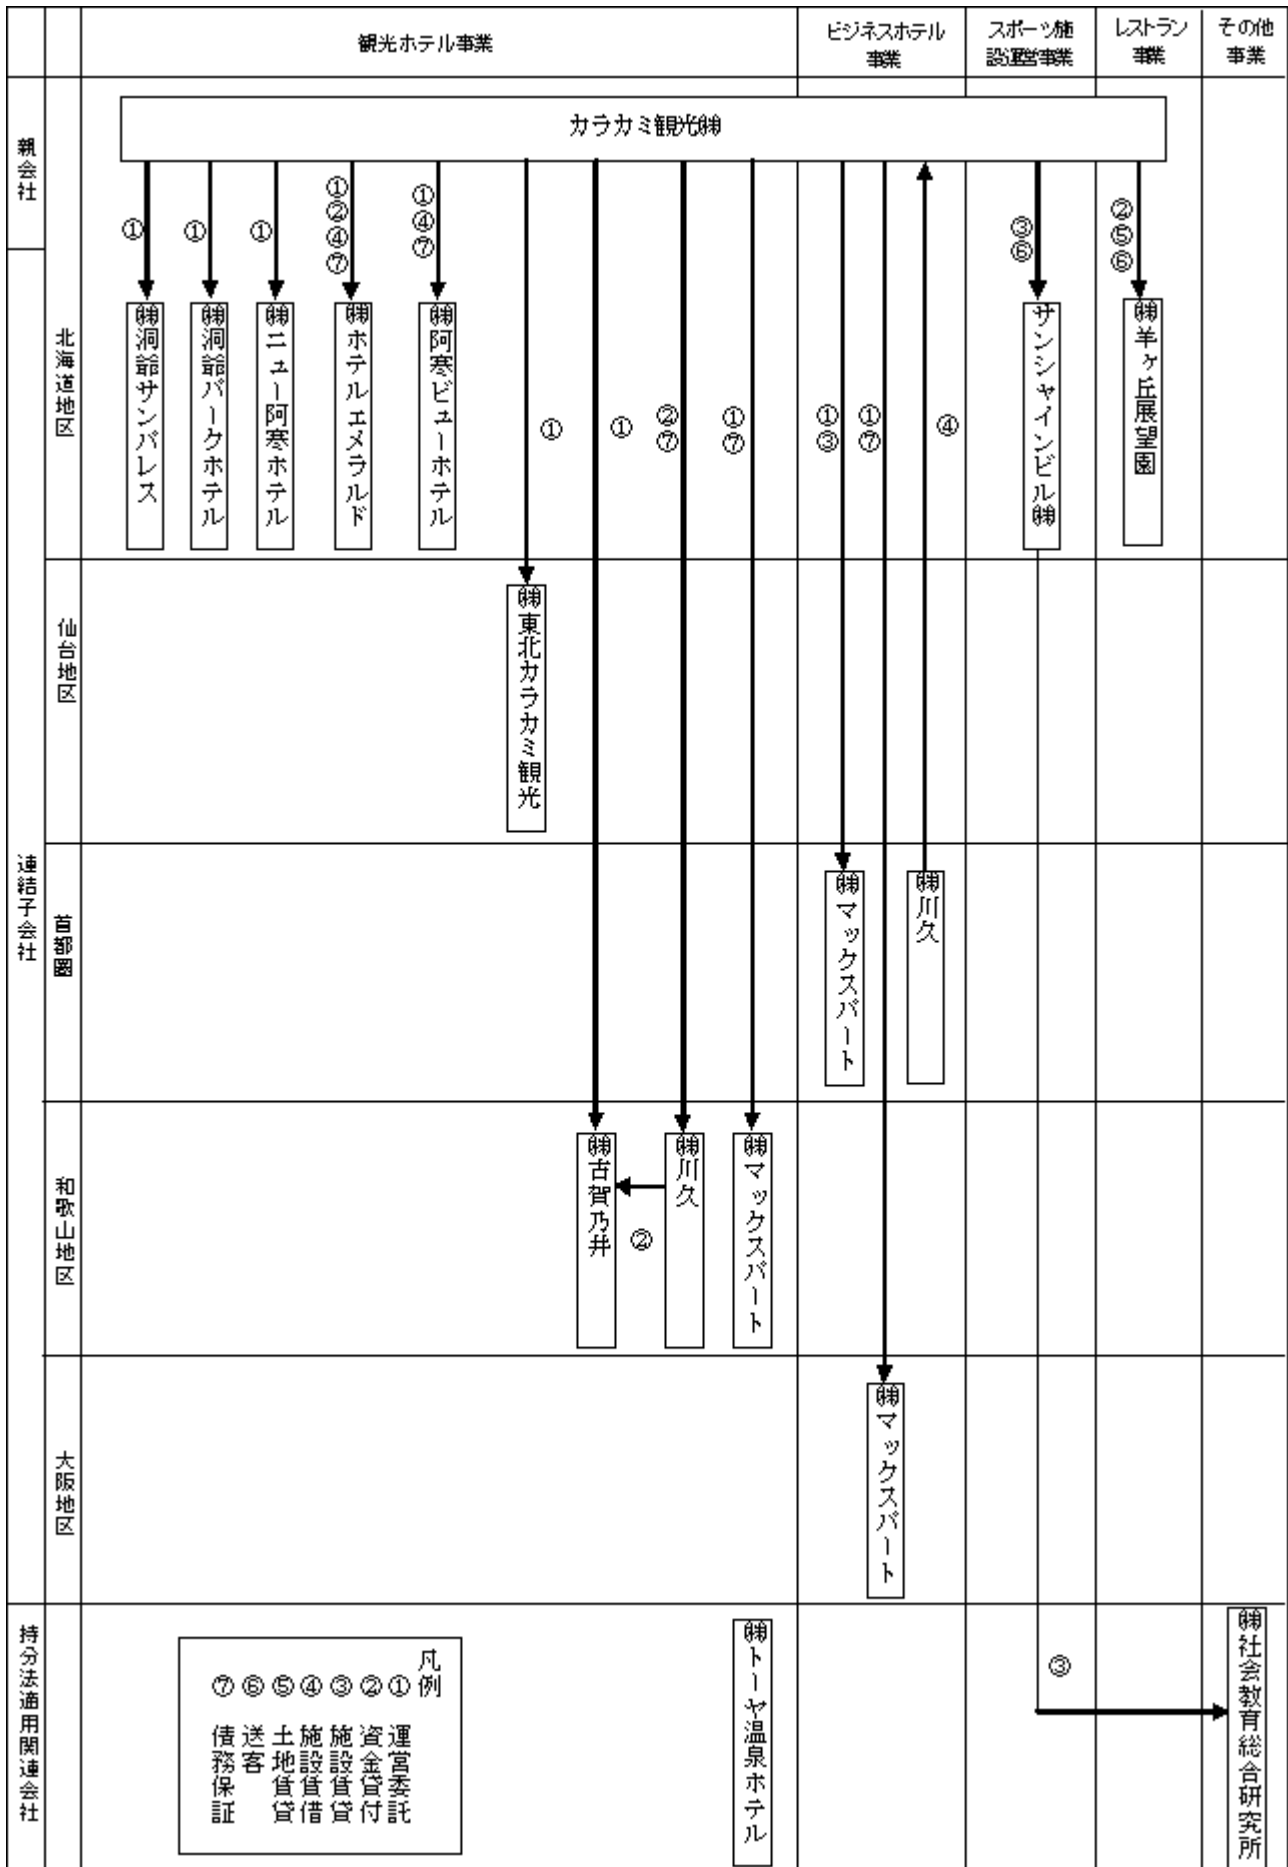 観光ホテル事業
ビジネスホテル
事業
スポーツ施
設運営事業
レストラン
事業
その他
事業
親会社
カラカミ観光㈱
①
①
①
①②④⑦
①④⑦
③⑥
②⑤⑥
連結子会社
北海道地区
㈱洞爺サンパレス
㈱洞爺パークホテル
㈱ニュー阿寒ホテル
㈱ホテルエメラルド
㈱阿寒ビューホテル
①
①
②⑦
①⑦
①③
①⑦
④
サンシャインビル㈱
㈱羊ヶ丘展望園
仙台地区
㈱東北カラカミ観光
首都圏
㈱マックスパート
㈱川久
和歌山地区
㈱古賀乃井
②
㈱川久
㈱マックスパート
大阪地区
㈱マックスパート
持分法適用関連会社
凡例
①運営委託
②資金貸付
③施設賃貸
④施設賃借
⑤土地賃貸
⑥送客
⑦債務保証
㈱トーヤ温泉ホテル
③
㈱社会教育総合研究所